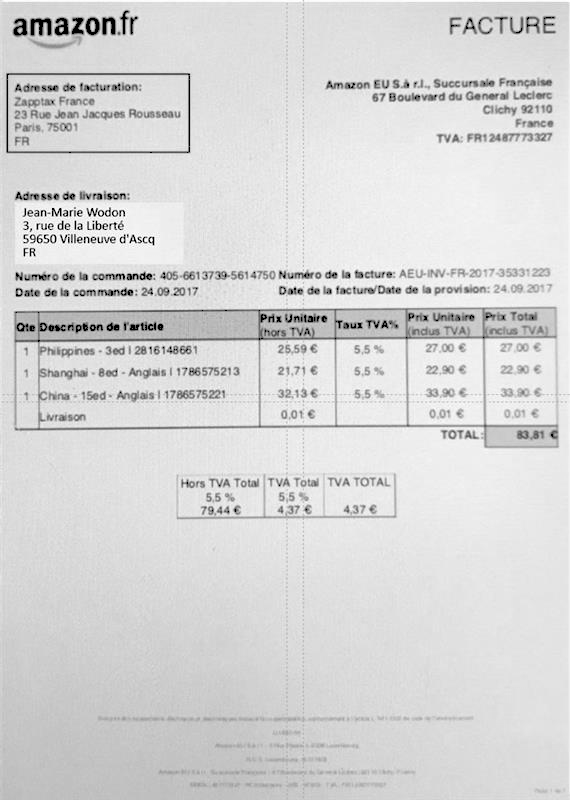 amazon.fr
FACTURE
Adresse de facturation:
Zapptax France
23 Rue Jean Jacques Rousseau
Paris, 75001
FR
Amazon EU S.à r.l., Succursale Française
67 Boulevard du General Leclerc
Clichy 92110
France
TVA: FR12487773327
Adresse de livraison:
Jean-Marie Wodon
3, rue de la Liberté
59650 Villeneuve d'Ascq
FR
Numéro de la commande: 405-6613739-5614750 Numéro de la facture: AEU-INV-FR-2017-35331223
Date de la commande: 24.09.2017 Date de la facture/Date de la provision: 24.09.2017
Qte Description de l'article Prix Unitaire (hors TVA) Taux TVA% Prix Unitaire (inclus TVA) Prix Total (inclus TVA)
1 Philippines - 3ed | 2816148661 25,59 € 5,5 % 27,00 € 27,00 €
1 Shanghai - 8ed - Anglais | 1786575213 21,71 € 5,5 % 22,90 € 22,90 €
1 China - 15ed - Anglais | 1786575221 32,13 € 5,5 % 33,90 € 33,90 €
Livraison 0,01 € 0,01 € 0,01 €
TOTAL: 83,81 €
Hors TVA Total TVA Total TVA TOTAL
5,5 % 5,5 %
79,44 € 4,37 € 4,37 €